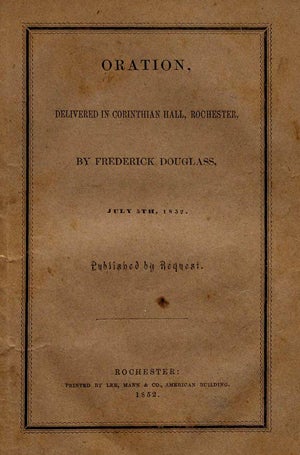 ORATION,
DELIVERED IN CORINTHIAN HALL, ROCHESTER,
BY FREDERICK DOUGLASS,
JULY 5TH, 1852.
Published by Request.
ROCHESTER:
PRINTED BY LEE, MANN & CO., AMERICAN BUILDING.
1852.